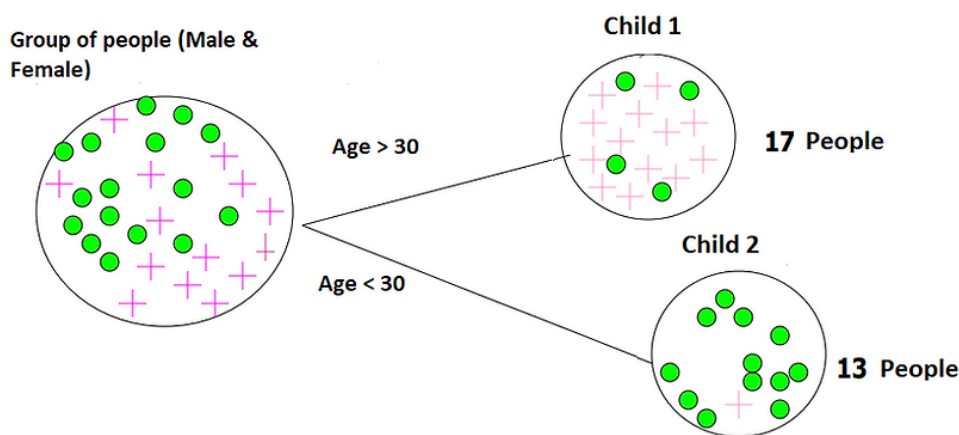 Group of people (Male &
Female)
Child 1
Age > 30
17 People
Child 2
Age < 30
13 People